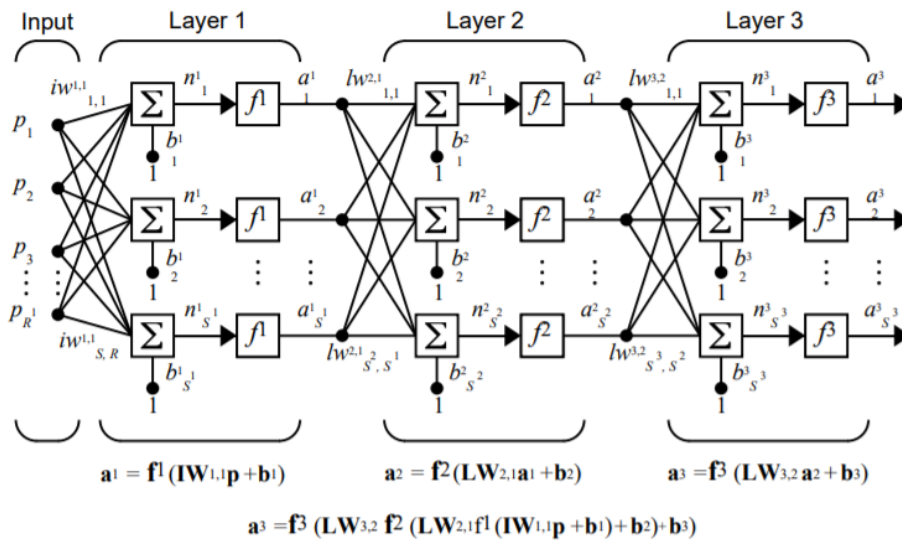 Input Layer 1 Layer 2 Layer 3
iw1,1 1,1 n1 1 a1 1 lw2,1 1,1 n2 1 a2 1 lw3,2 1,1 n3 1 a3 1
p1 Σ f1 Σ f2 Σ f3
b1 1 b2 1 b3 1
1 1 1
p2 n1 2 a1 2 n2 2 a2 2 n3 2 a3 2
Σ f1 Σ f2 Σ f3
p3 b1 2 b2 2 b3 2
1 1 1
pR1 n1 S1 a1 S1 n2 S2 a2 S2 n3 S3 a3 S3
Σ f1 Σ f2 Σ f3
iw1,1 S, R b1 S1 lw2,1 S2, S1 b2 S2 lw3,2 S3, S2 b3 S3
1 1 1
a1 = f1 (IW1,1p +b1) a2 = f2 (LW2,1a1 +b2) a3 =f3 (LW3,2 a2 +b3)
a3 =f3 (LW3,2 f2 (LW2,1f1 (IW1,1p +b1)+ b2)+ b3)